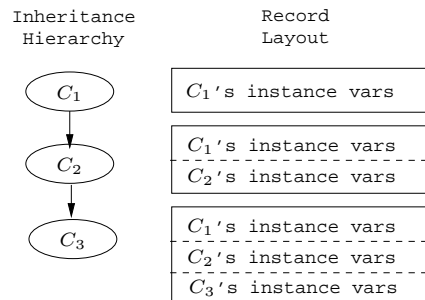 Inheritance
Hierarchy
Record
Layout
C1
C1's instance vars
C2
C1's instance vars
C2's instance vars
C3
C1's instance vars
C2's instance vars
C3's instance vars